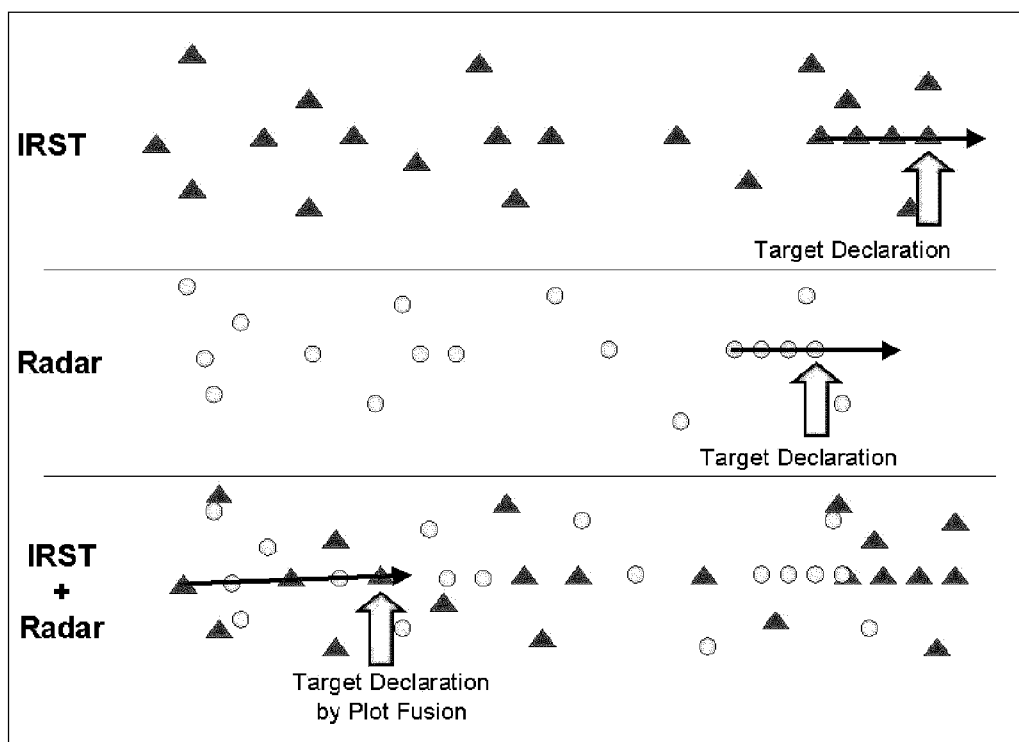 IRST
Target Declaration
Radar
Target Declaration
IRST
+
Radar
Target Declaration
by Plot Fusion